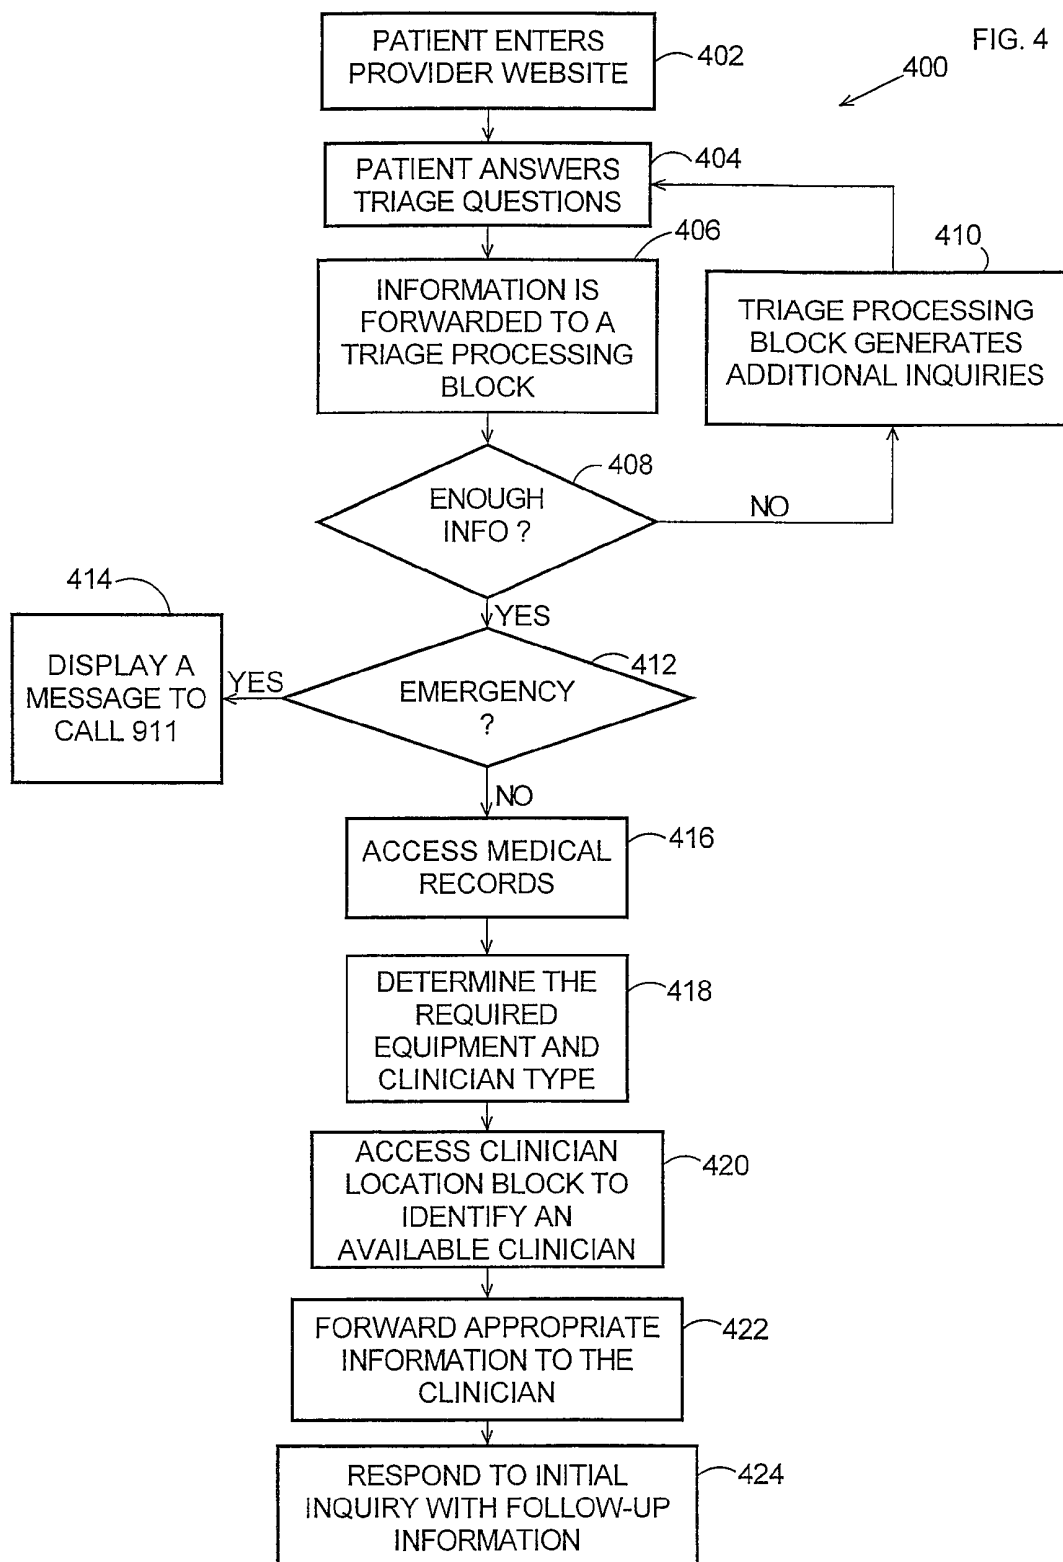 FIG. 4
400
PATIENT ENTERS
PROVIDER WEBSITE
402
PATIENT ANSWERS
TRIAGE QUESTIONS
404
INFORMATION IS
FORWARDED TO A
TRIAGE PROCESSING
BLOCK
406
TRIAGE PROCESSING
BLOCK GENERATES
ADDITIONAL INQUIRIES
410
ENOUGH
INFO ?
408
NO
YES
EMERGENCY
?
412
YES
DISPLAY A
MESSAGE TO
CALL 911
414
NO
ACCESS MEDICAL
RECORDS
416
DETERMINE THE
REQUIRED
EQUIPMENT AND
CLINICIAN TYPE
418
ACCESS CLINICIAN
LOCATION BLOCK TO
IDENTIFY AN
AVAILABLE CLINICIAN
420
FORWARD APPROPRIATE
INFORMATION TO THE
CLINICIAN
422
RESPOND TO INITIAL
INQUIRY WITH FOLLOW-UP
INFORMATION
424